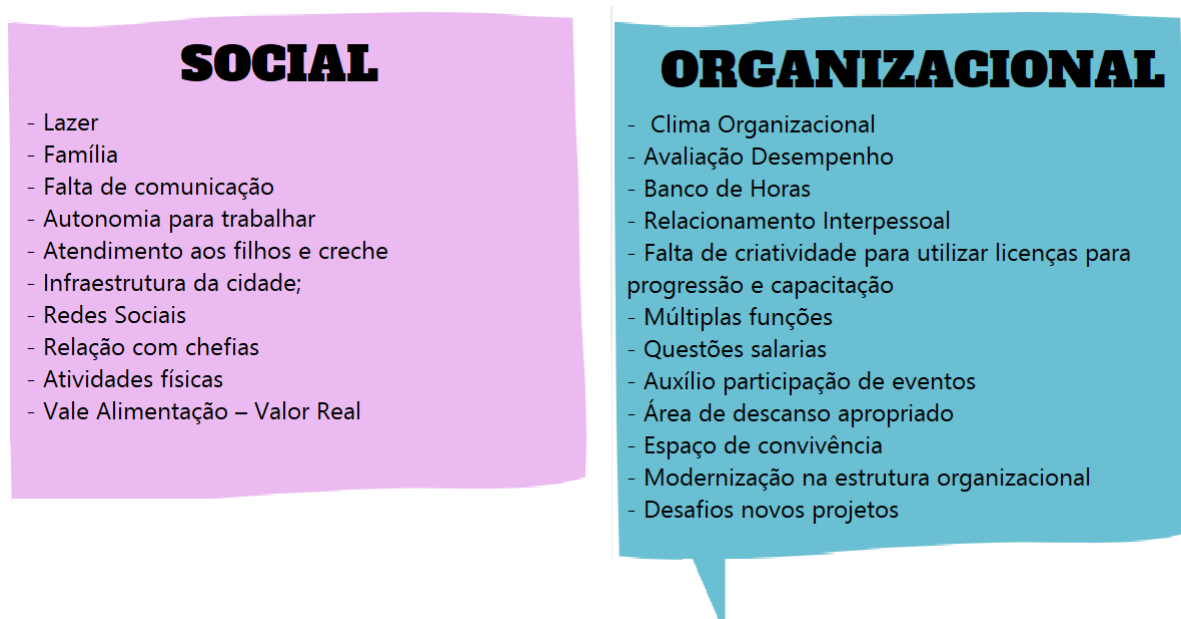 SOCIAL
- Lazer
- Família
- Falta de comunicação
- Autonomia para trabalhar
- Atendimento aos filhos e creche
- Infraestrutura da cidade;
- Redes Sociais
- Relação com chefias
- Atividades físicas
- Vale Alimentação – Valor Real
ORGANIZACIONAL
- Clima Organizacional
- Avaliação Desempenho
- Banco de Horas
- Relacionamento Interpessoal
- Falta de criatividade para utilizar licenças para
progressão e capacitação
- Múltiplas funções
- Questões salarias
- Auxílio participação de eventos
- Área de descanso apropriado
- Espaço de convivência
- Modernização na estrutura organizacional
- Desafios novos projetos